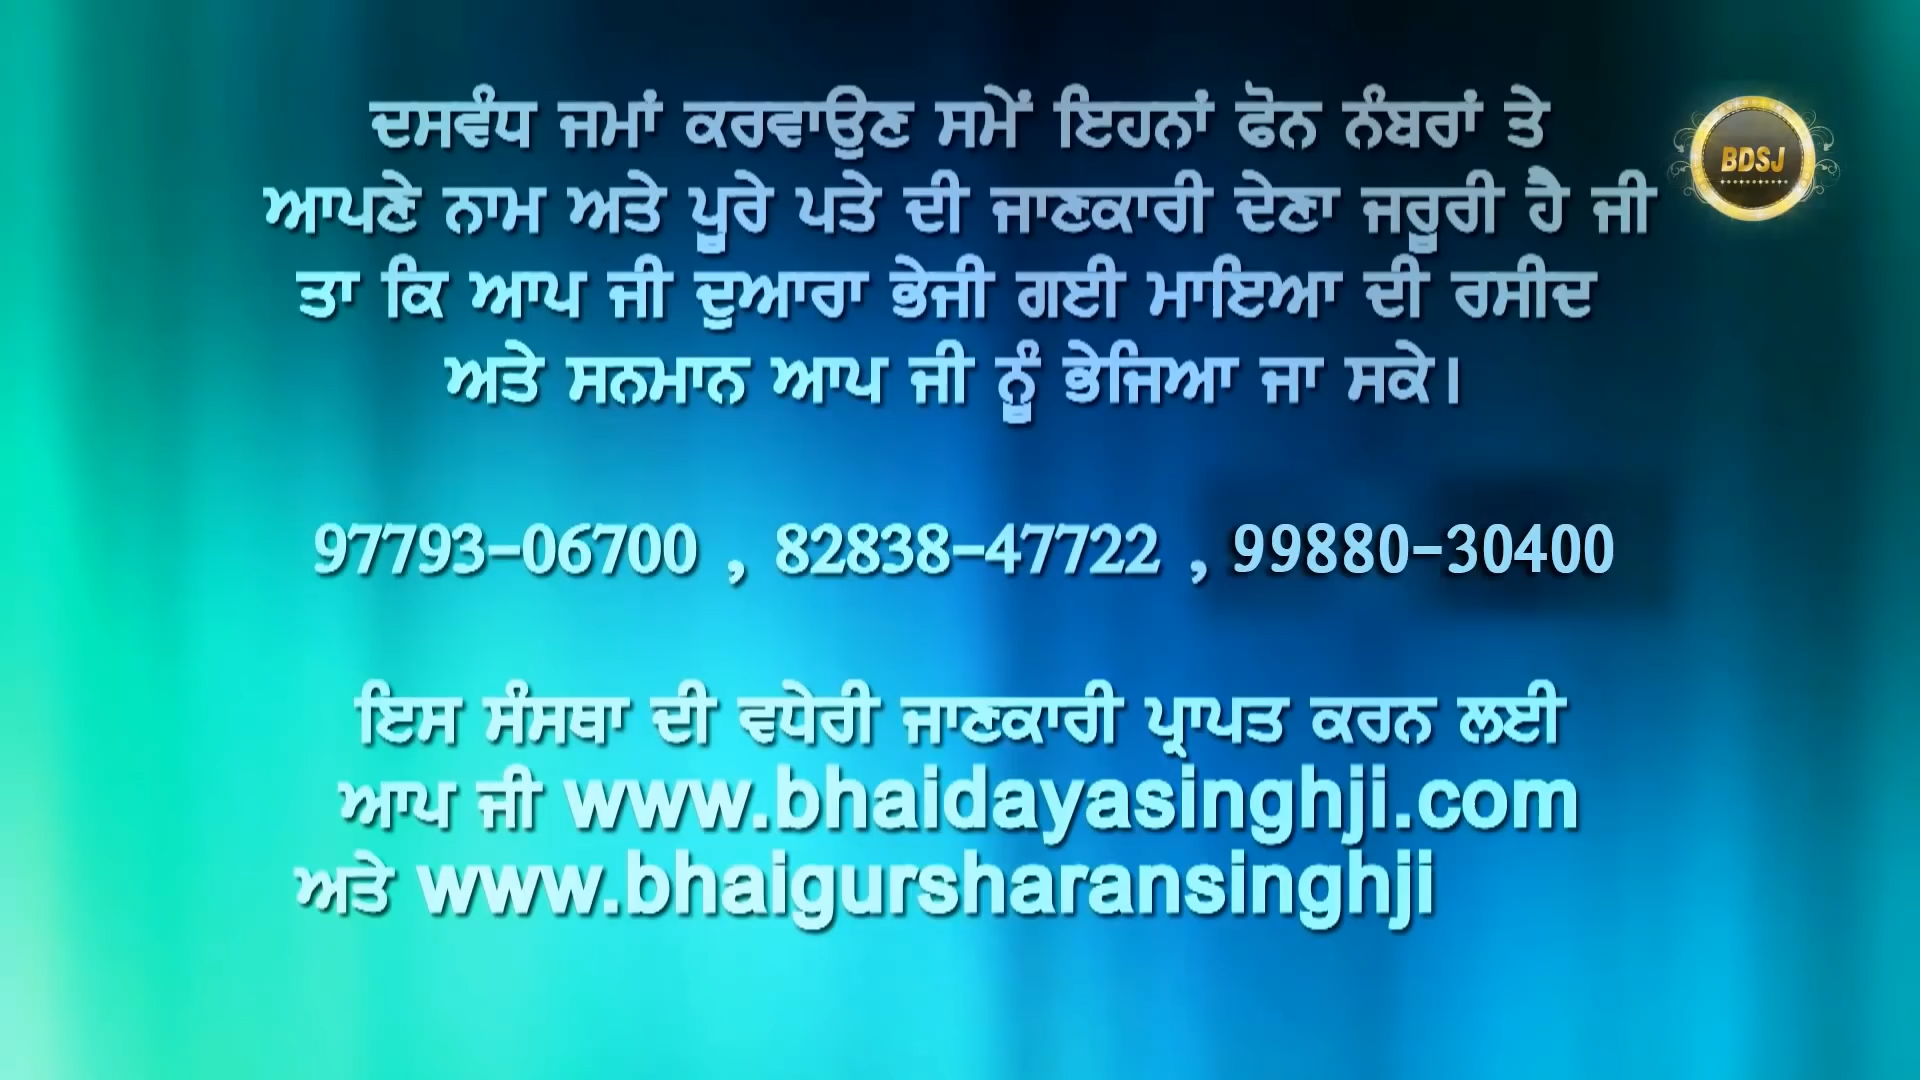 ਦਸਵੰਧ ਜਮਾਂ ਕਰਵਾਉਣ ਸਮੇਂ ਇਹਨਾਂ ਫੋਨ ਨੰਬਰਾਂ ਤੇ
ਆਪਣੇ ਨਾਮ ਅਤੇ ਪੂਰੇ ਪਤੇ ਦੀ ਜਾਣਕਾਰੀ ਦੇਣਾ ਜਰੂਰੀ ਹੈ ਜੀ
ਤਾ ਕਿ ਆਪ ਜੀ ਦੁਆਰਾ ਭੇਜੀ ਗਈ ਮਾਇਆ ਦੀ ਰਸੀਦ
ਅਤੇ ਸਨਮਾਨ ਆਪ ਜੀ ਨੂੰ ਭੇਜਿਆ ਜਾ ਸਕੇ।
97793-06700 , 82838-47722 , 99880-30400
ਇਸ ਸੰਸਥਾ ਦੀ ਵਧੇਰੀ ਜਾਣਕਾਰੀ ਪ੍ਰਾਪਤ ਕਰਨ ਲਈ
ਆਪ ਜੀ www.bhaidayasinghji.com
ਅਤੇ www.bhaigursharansinghji
BDSJ